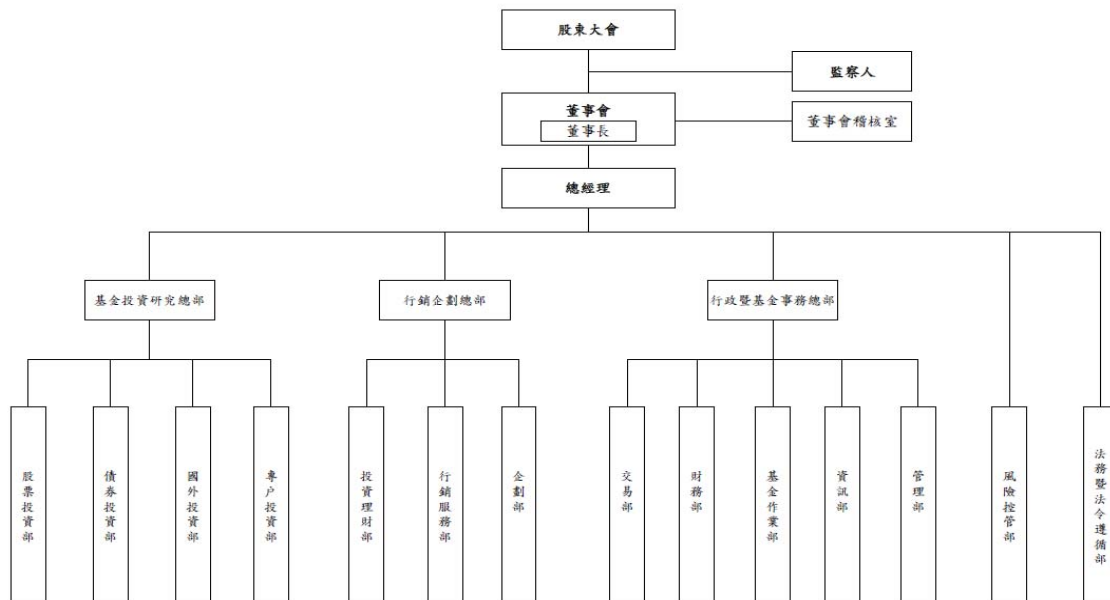 股東大會
監察人
董事會
董事長
董事會稽核室
總經理
基金投資研究總部
行銷企劃總部
行政暨基金事務總部
股票投資部
債券投資部
國外投資部
專戶投資部
投資理財部
行銷服務部
企劃部
交易部
財務部
基金作業部
資訊部
管理部
風險控管部
法務暨法令遵循部